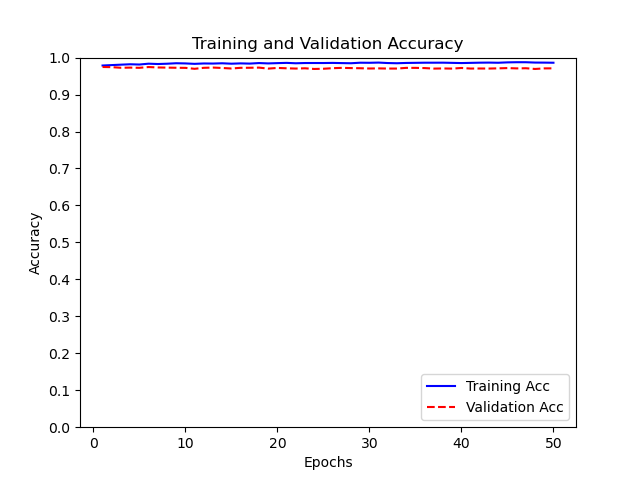 Training and Validation Accuracy
1.0
0.9
0.8
0.7
0.6
0.5
0.4
0.3
0.2
0.1
0.0
Accuracy
0 10 20 30 40 50
Epochs
Training Acc
Validation Acc